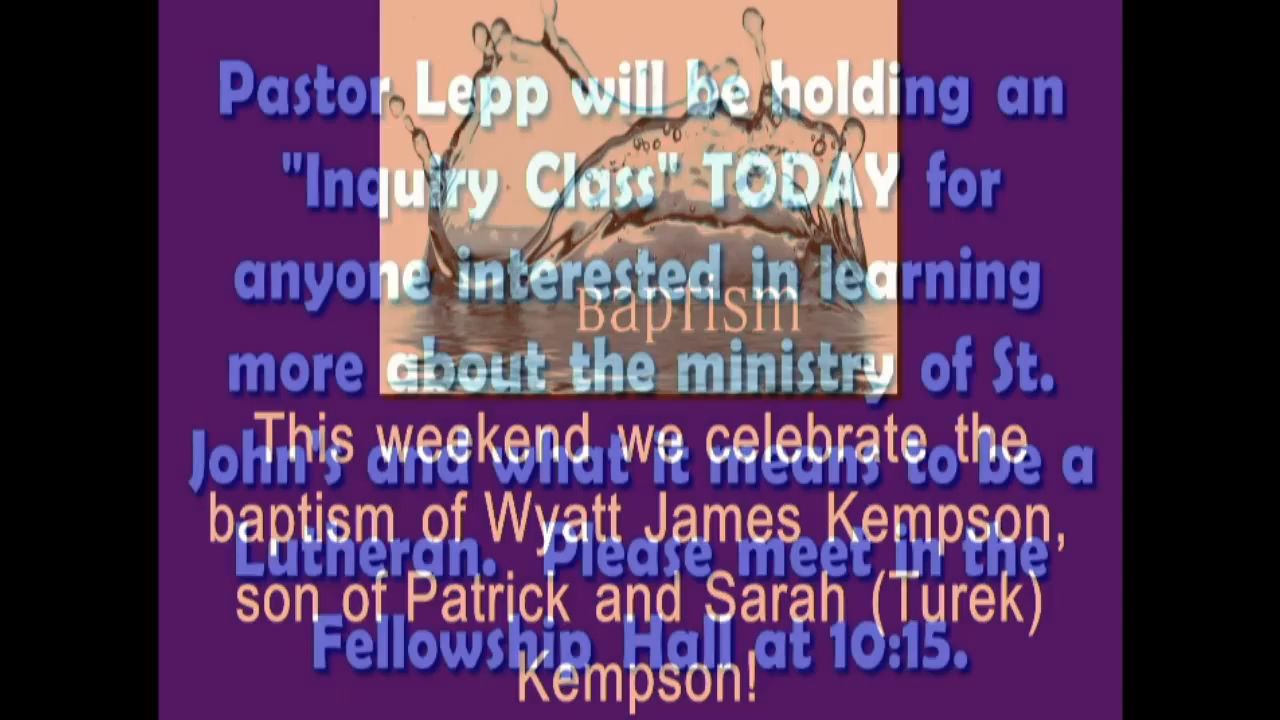 Pastor Lepp will be holding an
"Inquiry Class" TODAY for
anyone interested in learning
more about the ministry of St.
John's and what it means to be a
Lutheran. Please meet in the
Fellowship Hall at 10:15.
Baptism
This weekend we celebrate the
baptism of Wyatt James Kempson,
son of Patrick and Sarah (Turek)
Kempson!